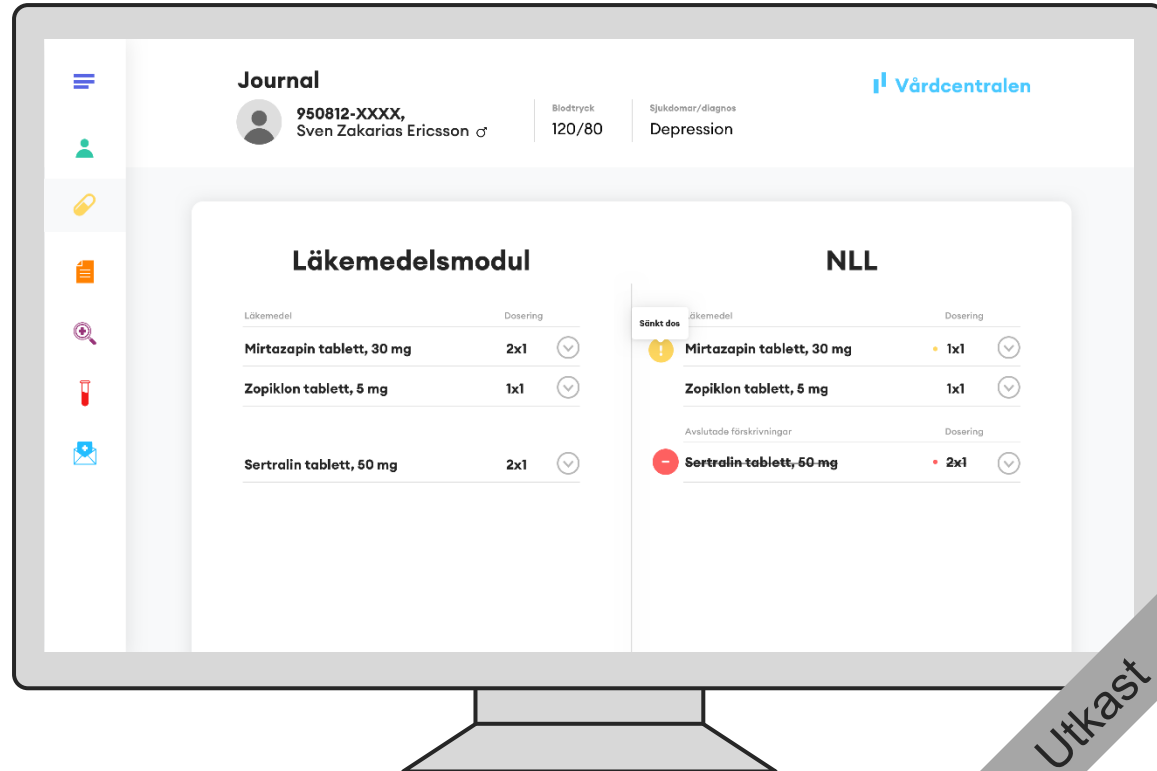 Journal
Vårdcentralen
950812-XXXX,
Sven Zakarias Ericsson ♂
Blodtryck
120/80
Sjukdomar/diagnos
Depression
Läkemedelsmodul
Läkemedel Dosering
Mirtazapin tablett, 30 mg 2x1
Zopiklon tablett, 5 mg 1x1
Sertralin tablett, 50 mg 2x1
NLL
Sänkt dos
Läkemedel Dosering
! Mirtazapin tablett, 30 mg • 1x1
Zopiklon tablett, 5 mg 1x1
Avslutade förskrivningar Dosering
- Sertralin tablett, 50 mg • 2x1
Utkast